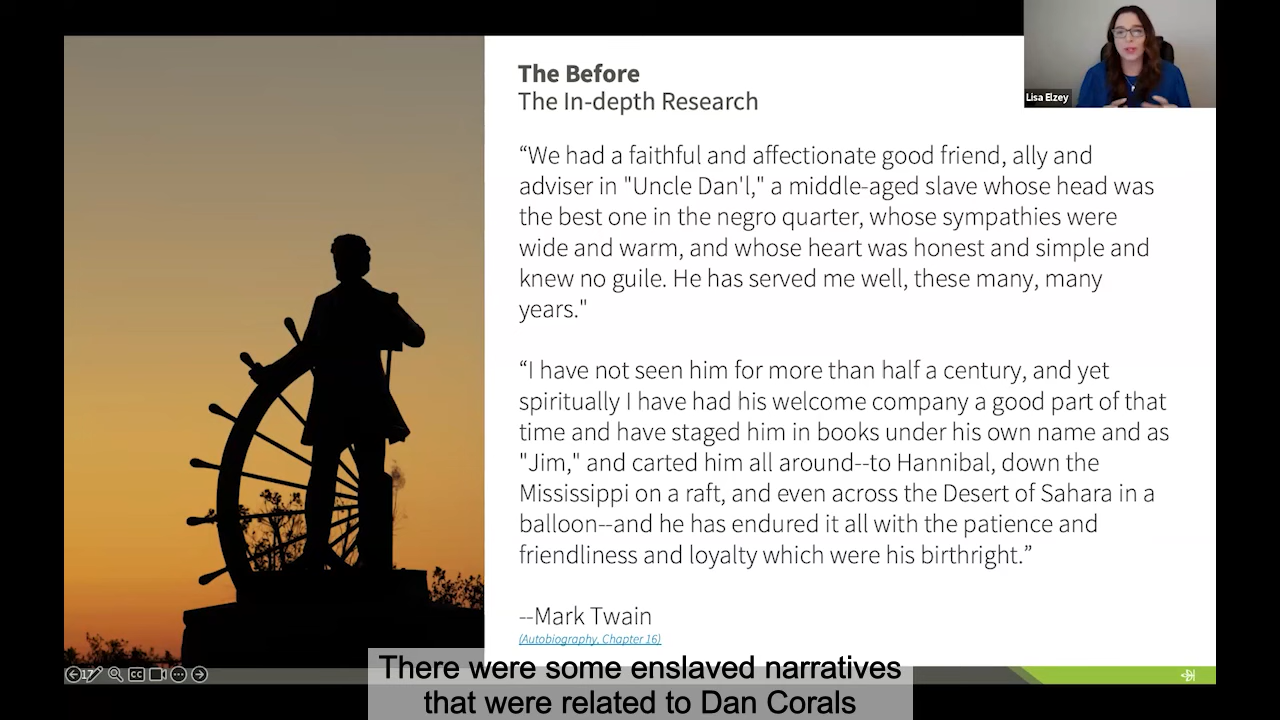 Lisa Elzey
The Before
The In-depth Research
“We had a faithful and affectionate good friend, ally and
adviser in "Uncle Dan'l," a middle-aged slave whose head was
the best one in the negro quarter, whose sympathies were
wide and warm, and whose heart was honest and simple and
knew no guile. He has served me well, these many, many
years."
“I have not seen him for more than half a century, and yet
spiritually I have had his welcome company a good part of that
time and have staged him in books under his own name and as
"Jim," and carted him all around--to Hannibal, down the
Mississippi on a raft, and even across the Desert of Sahara in a
balloon--and he has endured it all with the patience and
friendliness and loyalty which were his birthright.”
--Mark Twain
(Autobiography, Chapter 16)
17
There were some enslaved narratives
that were related to Dan Corals